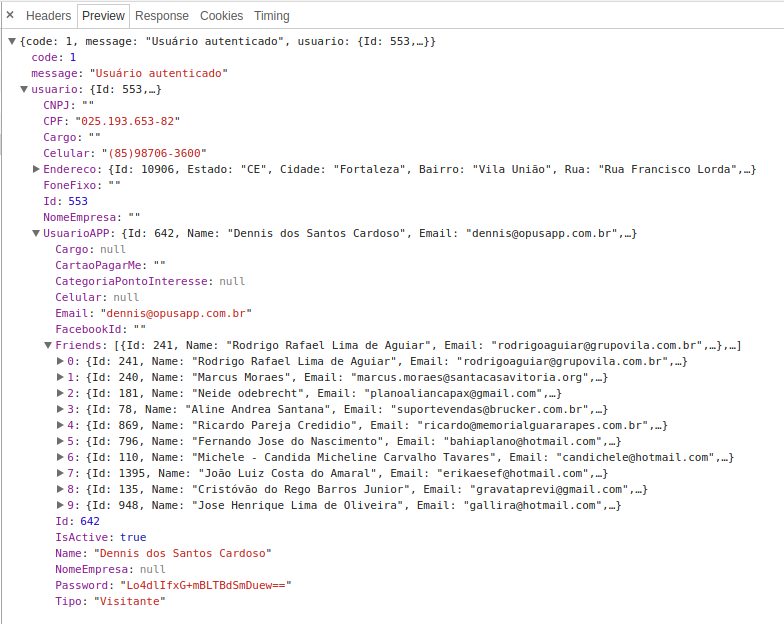 Headers Preview Response Cookies Timing
{code: 1, message: "Usuário autenticado", usuario: {Id: 553,…}}
code: 1
message: "Usuário autenticado"
usuario: {Id: 553,…}
CNPJ: ""
CPF: "025.193.653-82"
Cargo: ""
Celular: "(85)98706-3600"
Endereco: {Id: 10906, Estado: "CE", Cidade: "Fortaleza", Bairro: "Vila União", Rua: "Rua Francisco Lorda",…}
FoneFixo: ""
Id: 553
NomeEmpresa: ""
UsuarioAPP: {Id: 642, Name: "Dennis dos Santos Cardoso", Email: "dennis@opusapp.com.br",…}
Cargo: null
CartaoPagarMe: ""
CategoriaPontoInteresse: null
Celular: null
Email: "dennis@opusapp.com.br"
FacebookId: ""
Friends: [{Id: 241, Name: "Rodrigo Rafael Lima de Aguiar", Email: "rodrigoaguiar@grupovila.com.br",…},…]
0: {Id: 241, Name: "Rodrigo Rafael Lima de Aguiar", Email: "rodrigoaguiar@grupovila.com.br",…}
1: {Id: 240, Name: "Marcus Moraes", Email: "marcus.moraes@santacasavitoria.org",…}
2: {Id: 181, Name: "Neide odebrecht", Email: "planoaliancapax@gmail.com",…}
3: {Id: 78, Name: "Aline Andrea Santana", Email: "suportevendas@brucker.com.br",…}
4: {Id: 869, Name: "Ricardo Pareja Credidio", Email: "ricardo@memorialguararapes.com.br",…}
5: {Id: 796, Name: "Fernando Jose do Nascimento", Email: "bahiaplano@hotmail.com",…}
6: {Id: 110, Name: "Michele - Candida Micheline Carvalho Tavares", Email: "candichele@hotmail.com",…}
7: {Id: 1395, Name: "João Luiz Costa do Amaral", Email: "erikaesef@hotmail.com",…}
8: {Id: 135, Name: "Cristóvão do Rego Barros Junior", Email: "gravataprevi@gmail.com",…}
9: {Id: 948, Name: "Jose Henrique Lima de Oliveira", Email: "gallira@hotmail.com",…}
Id: 642
IsActive: true
Name: "Dennis dos Santos Cardoso"
NomeEmpresa: null
Password: "Lo4dlIfxG+mBLTBdSmDuew=="
Tipo: "Visitante"